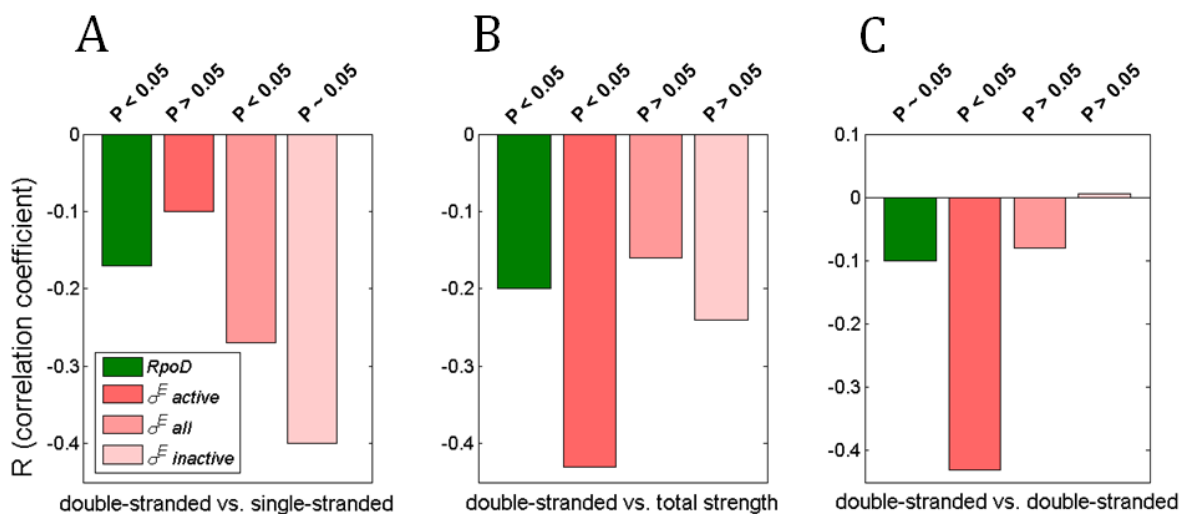 A
B
C
P < 0.05
P > 0.05
P < 0.05
P ~ 0.05
P < 0.05
P < 0.05
P > 0.05
P > 0.05
P ~ 0.05
P < 0.05
P > 0.05
P > 0.05
R (correlation coefficient)
0
-0.1
-0.2
-0.3
-0.4
RpoD
σE active
σE all
σE inactive
double-stranded vs. single-stranded
0
-0.1
-0.2
-0.3
-0.4
double-stranded vs. total strength
0.1
0
-0.1
-0.2
-0.3
-0.4
double-stranded vs. double-stranded